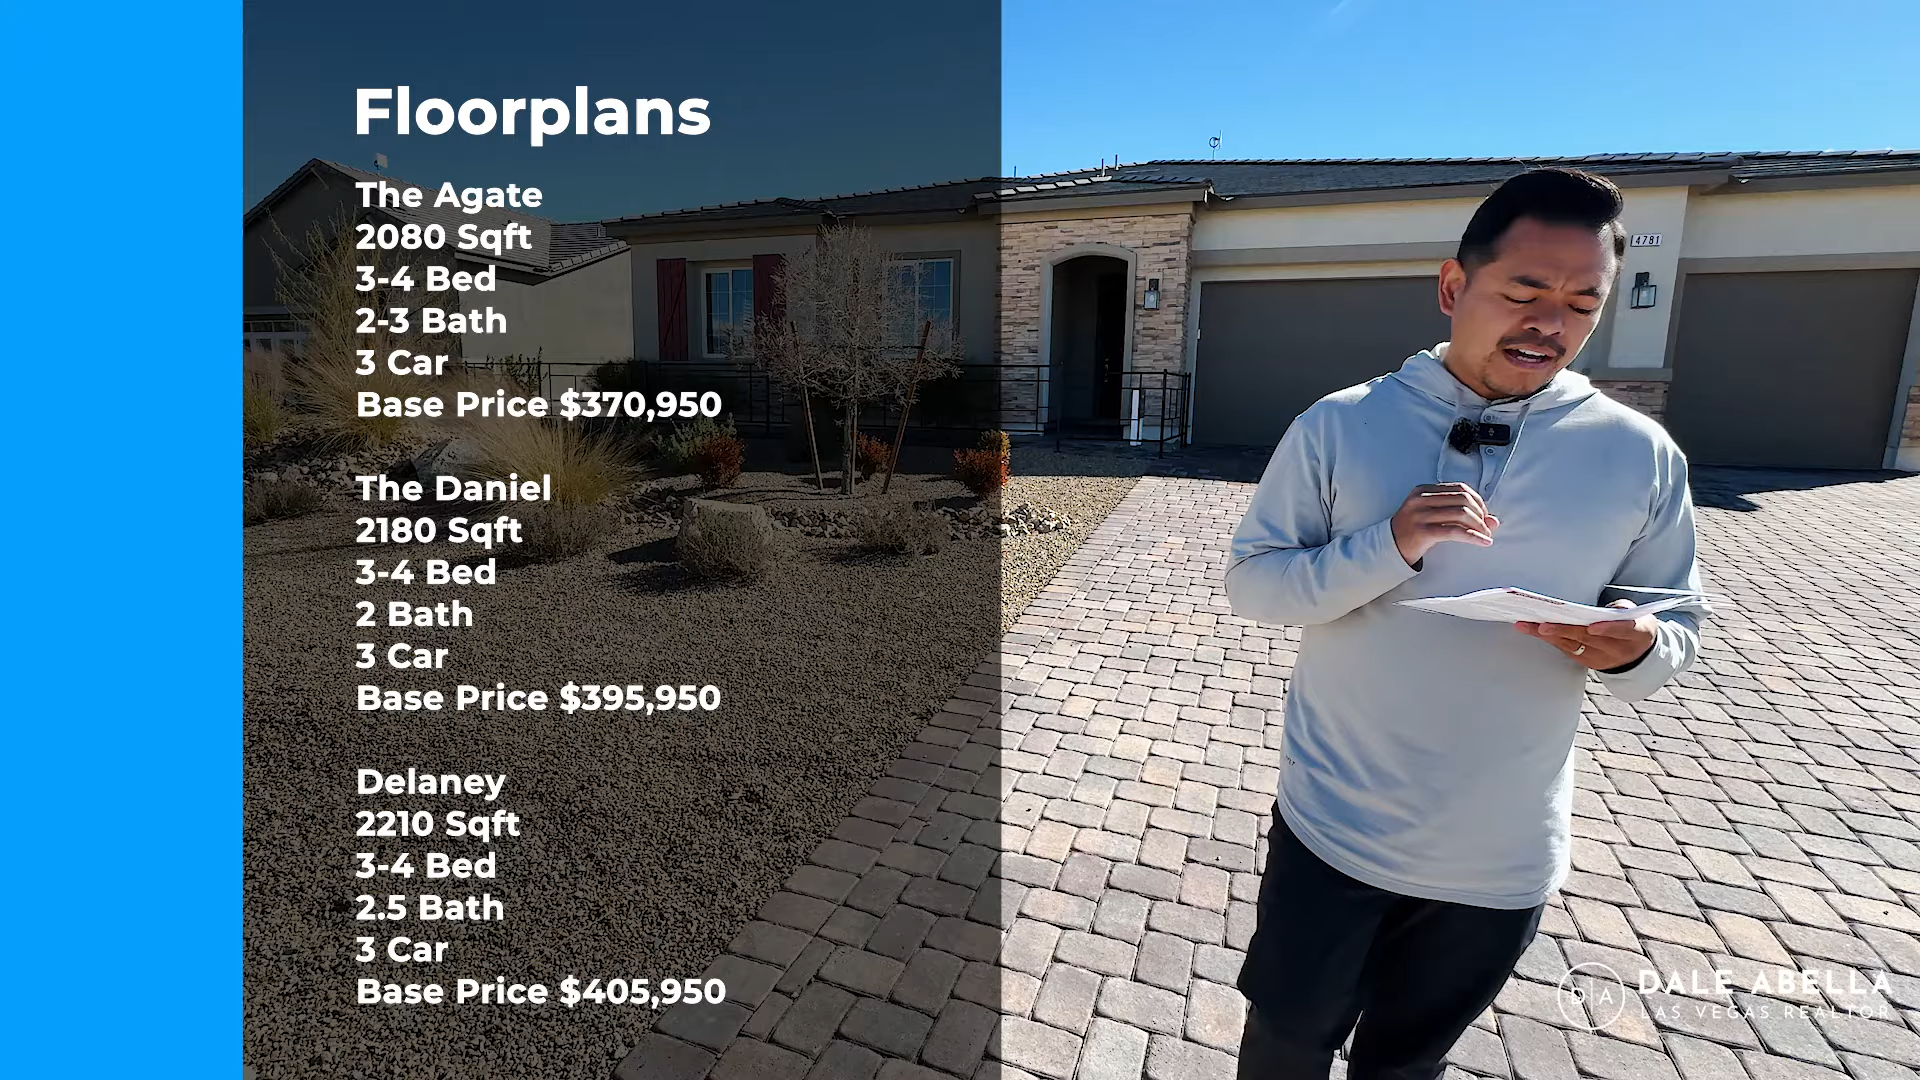 Floorplans
The Agate
2080 Sqft
3-4 Bed
2-3 Bath
3 Car
Base Price $370,950
The Daniel
2180 Sqft
3-4 Bed
2 Bath
3 Car
Base Price $395,950
Delaney
2210 Sqft
3-4 Bed
2.5 Bath
3 Car
Base Price $405,950
4781
D|A
DALE ABELLA
LAS VEGAS REALTOR